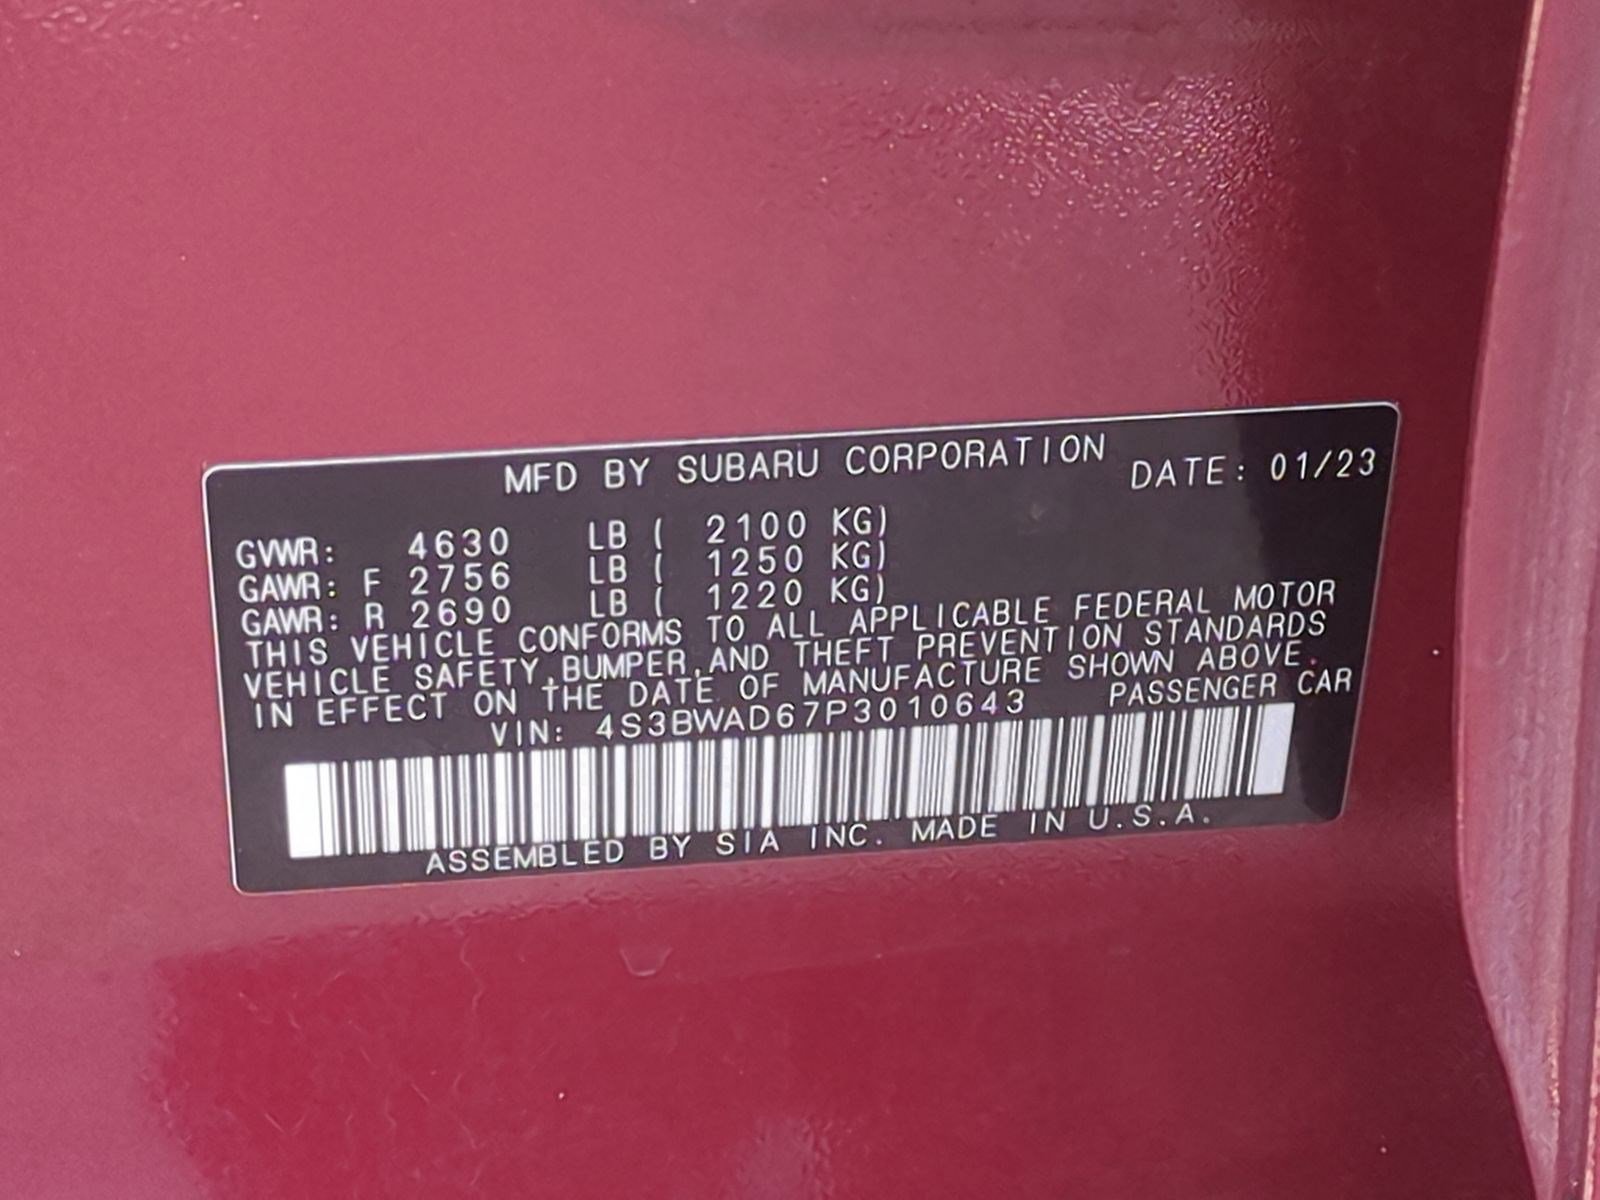 MFD BY SUBARU CORPORATION DATE: 01/23
GVWR: 4630 LB ( 2100 KG)
GAWR: F 2756 LB ( 1250 KG)
GAWR: R 2690 LB ( 1220 KG)
THIS VEHICLE CONFORMS TO ALL APPLICABLE FEDERAL MOTOR
VEHICLE SAFETY,BUMPER,AND THEFT PREVENTION STANDARDS
IN EFFECT ON THE DATE OF MANUFACTURE SHOWN ABOVE.
VIN: 4S3BWAD67P3010643 PASSENGER CAR
ASSEMBLED BY SIA INC. MADE IN U.S.A.